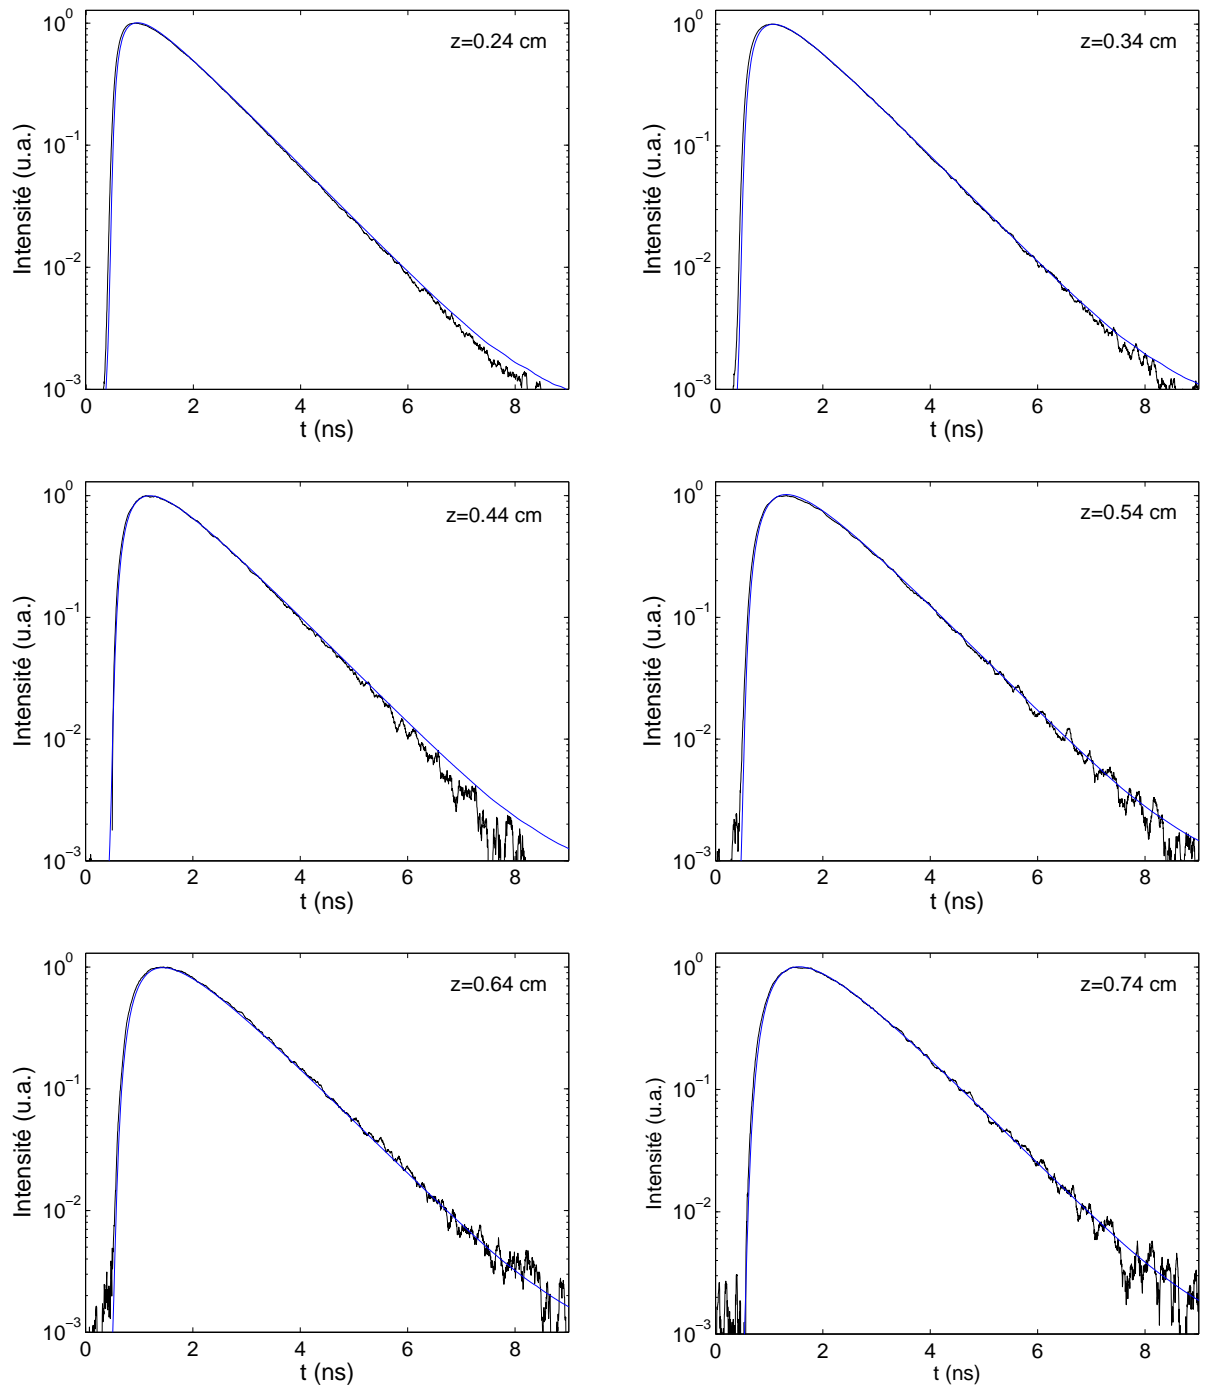 z=0.24 cm
Intensité (u.a.)
10^0
10^−1
10^−2
10^−3
0 2 4 6 8
t (ns)
z=0.34 cm
Intensité (u.a.)
10^0
10^−1
10^−2
10^−3
0 2 4 6 8
t (ns)
z=0.44 cm
Intensité (u.a.)
10^0
10^−1
10^−2
10^−3
0 2 4 6 8
t (ns)
z=0.54 cm
Intensité (u.a.)
10^0
10^−1
10^−2
10^−3
0 2 4 6 8
t (ns)
z=0.64 cm
Intensité (u.a.)
10^0
10^−1
10^−2
10^−3
0 2 4 6 8
t (ns)
z=0.74 cm
Intensité (u.a.)
10^0
10^−1
10^−2
10^−3
0 2 4 6 8
t (ns)